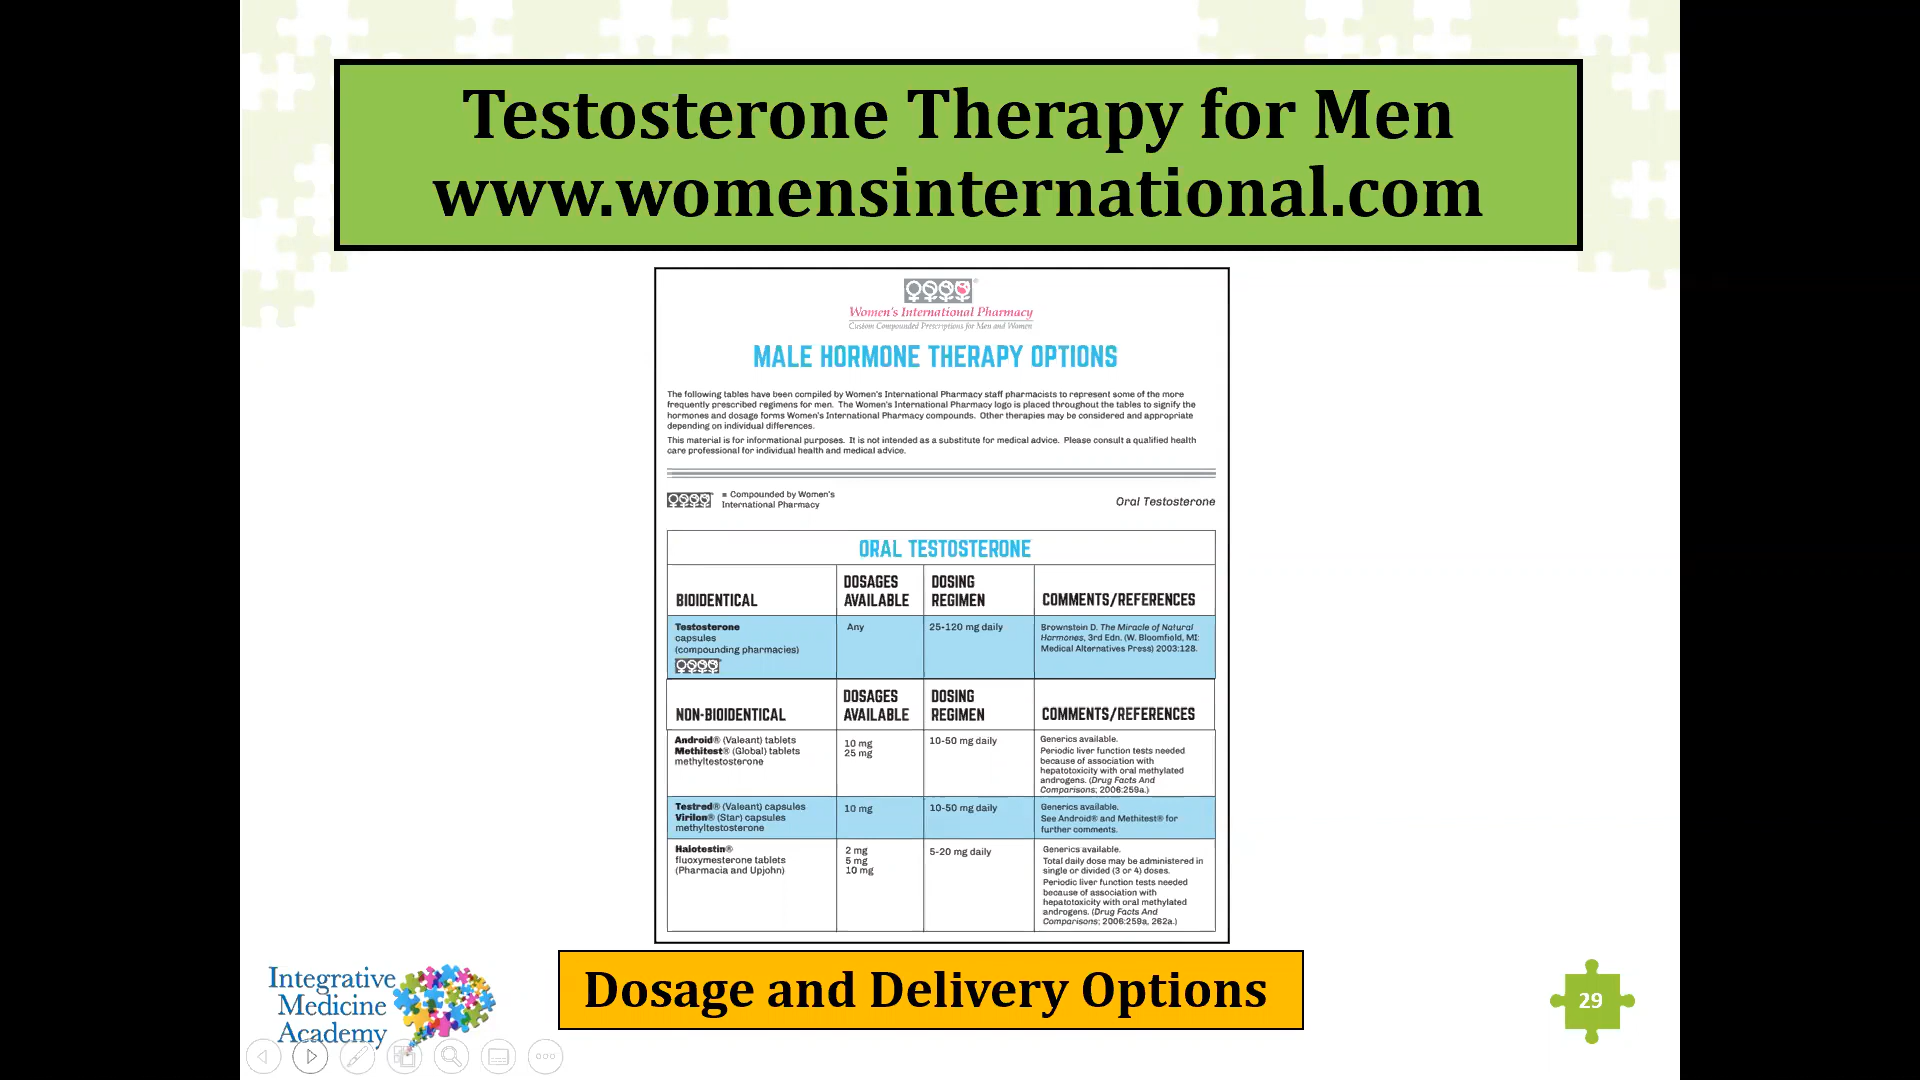 Testosterone Therapy for Men
www.womensinternational.com
Women's International Pharmacy
Custom Compounded Prescriptions for Men and Women
MALE HORMONE THERAPY OPTIONS
The following tables have been compiled by Women's International Pharmacy staff pharmacists to represent some of the more
frequently prescribed regimens for men. The Women's International Pharmacy logo is placed throughout the tables to signify the
hormones and dosage forms Women's International Pharmacy compounds. Other therapies may be considered and appropriate
depending on individual differences.
This material is for informational purposes. It is not intended as a substitute for medical advice. Please consult a qualified health
care professional for individual health and medical advice.
= Compounded by Women's
International Pharmacy
Oral Testosterone
ORAL TESTOSTERONE
BIOIDENTICAL
DOSAGES
AVAILABLE
DOSING
REGIMEN
COMMENTS/REFERENCES
Testosterone
capsules
(compounding pharmacies)
Any
25-120 mg daily
Brownstein D. The Miracle of Natural
Hormones, 3rd Edn. (W. Bloomfield, MI:
Medical Alternatives Press) 2003:128.
NON-BIOIDENTICAL
DOSAGES
AVAILABLE
DOSING
REGIMEN
COMMENTS/REFERENCES
Android® (Valeant) tablets
Methitest® (Global) tablets
methyltestosterone
10 mg
25 mg
10-50 mg daily
Generics available.
Periodic liver function tests needed
because of association with
hepatotoxicity with oral methylated
androgens. (Drug Facts And
Comparisons; 2006:259a.)
Testred® (Valeant) capsules
Virilon® (Star) capsules
methyltestosterone
10 mg
10-50 mg daily
Generics available.
See Android® and Methitest® for
further comments.
Halotestin®
fluoxymesterone tablets
(Pharmacia and Upjohn)
2 mg
5 mg
10 mg
5-20 mg daily
Generics available.
Total daily dose may be administered in
single or divided (3 or 4) doses.
Periodic liver function tests needed
because of association with
hepatotoxicity with oral methylated
androgens. (Drug Facts And
Comparisons; 2006:259a, 262a.)
Dosage and Delivery Options
Integrative
Medicine
Academy
29